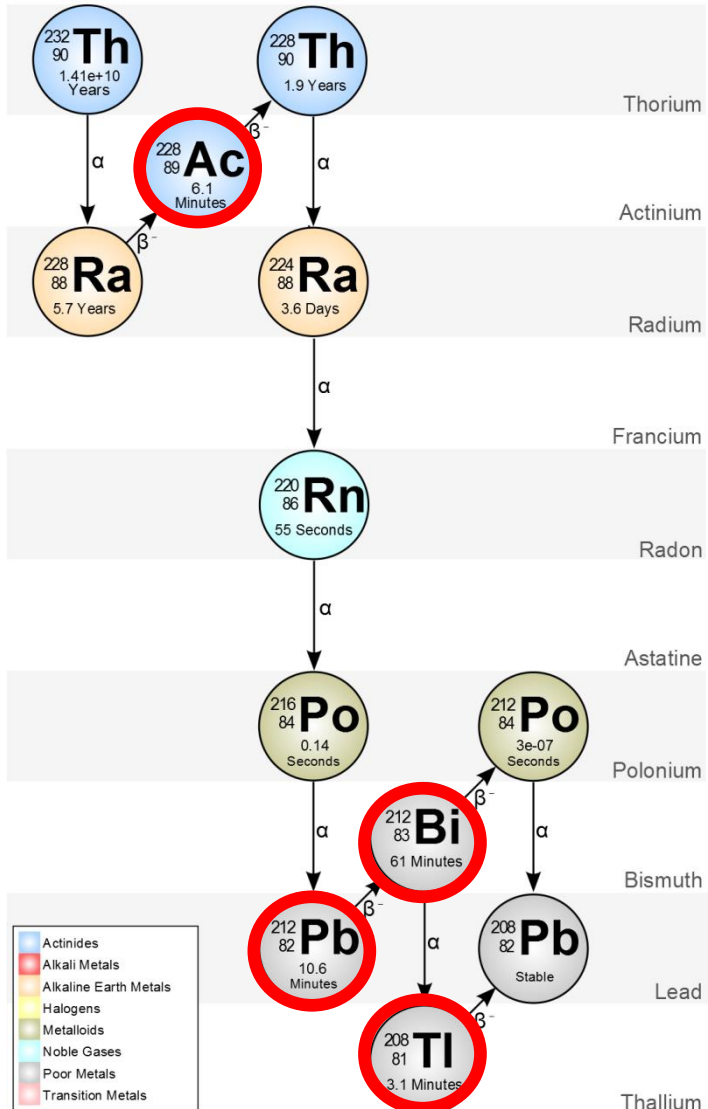 232
90
Th
1.41e+10
Years
228
90
Th
1.9 Years
Thorium
α
β⁻
228
89
Ac
6.1
Minutes
α
Actinium
β⁻
228
88
Ra
5.7 Years
224
88
Ra
3.6 Days
Radium
α
Francium
220
86
Rn
55 Seconds
Radon
α
Astatine
216
84
Po
0.14
Seconds
212
84
Po
3e-07
Seconds
Polonium
α
β⁻
212
83
Bi
61 Minutes
α
Bismuth
β⁻
212
82
Pb
10.6
Minutes
α
208
82
Pb
Stable
Lead
β⁻
208
81
Tl
3.1 Minutes
Thallium
Actinides
Alkali Metals
Alkaline Earth Metals
Halogens
Metalloids
Noble Gases
Poor Metals
Transition Metals